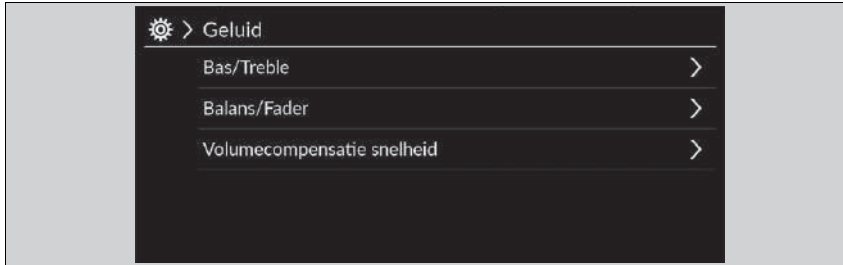 Geluid
Bas/Treble
Balans/Fader
Volumecompensatie snelheid